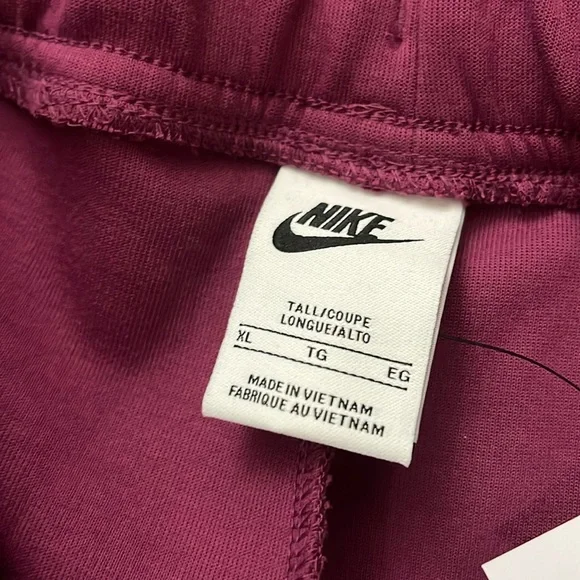 NIKE
TALL/COUPE
LONGUE/ALTO
XL TG EG
MADE IN VIETNAM
FABRIQUE AU VIETNAM